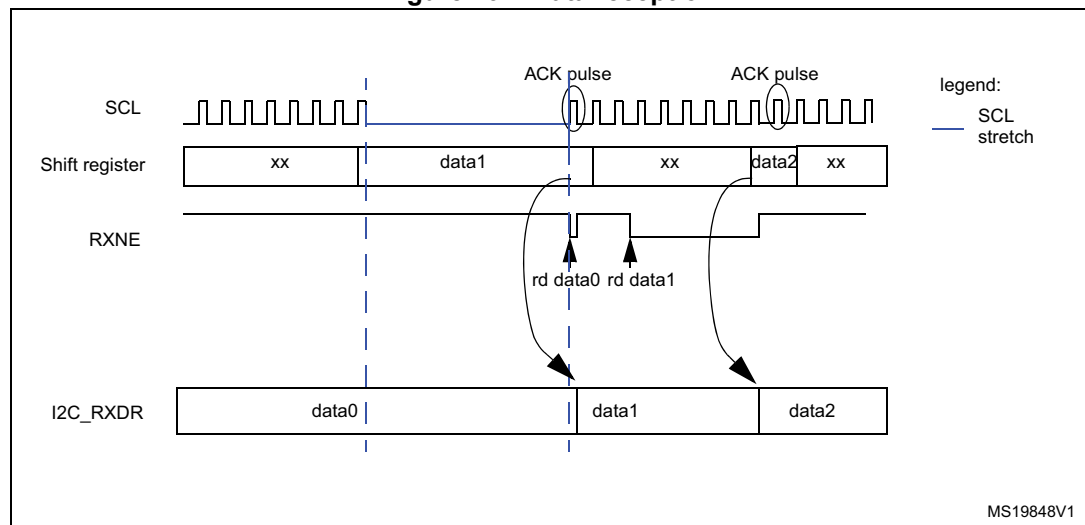 ACK pulse
ACK pulse
legend:
SCL
SCL
stretch
Shift register
xx
data1
xx
data2
xx
RXNE
rd data0
rd data1
I2C_RXDR
data0
data1
data2
MS19848V1